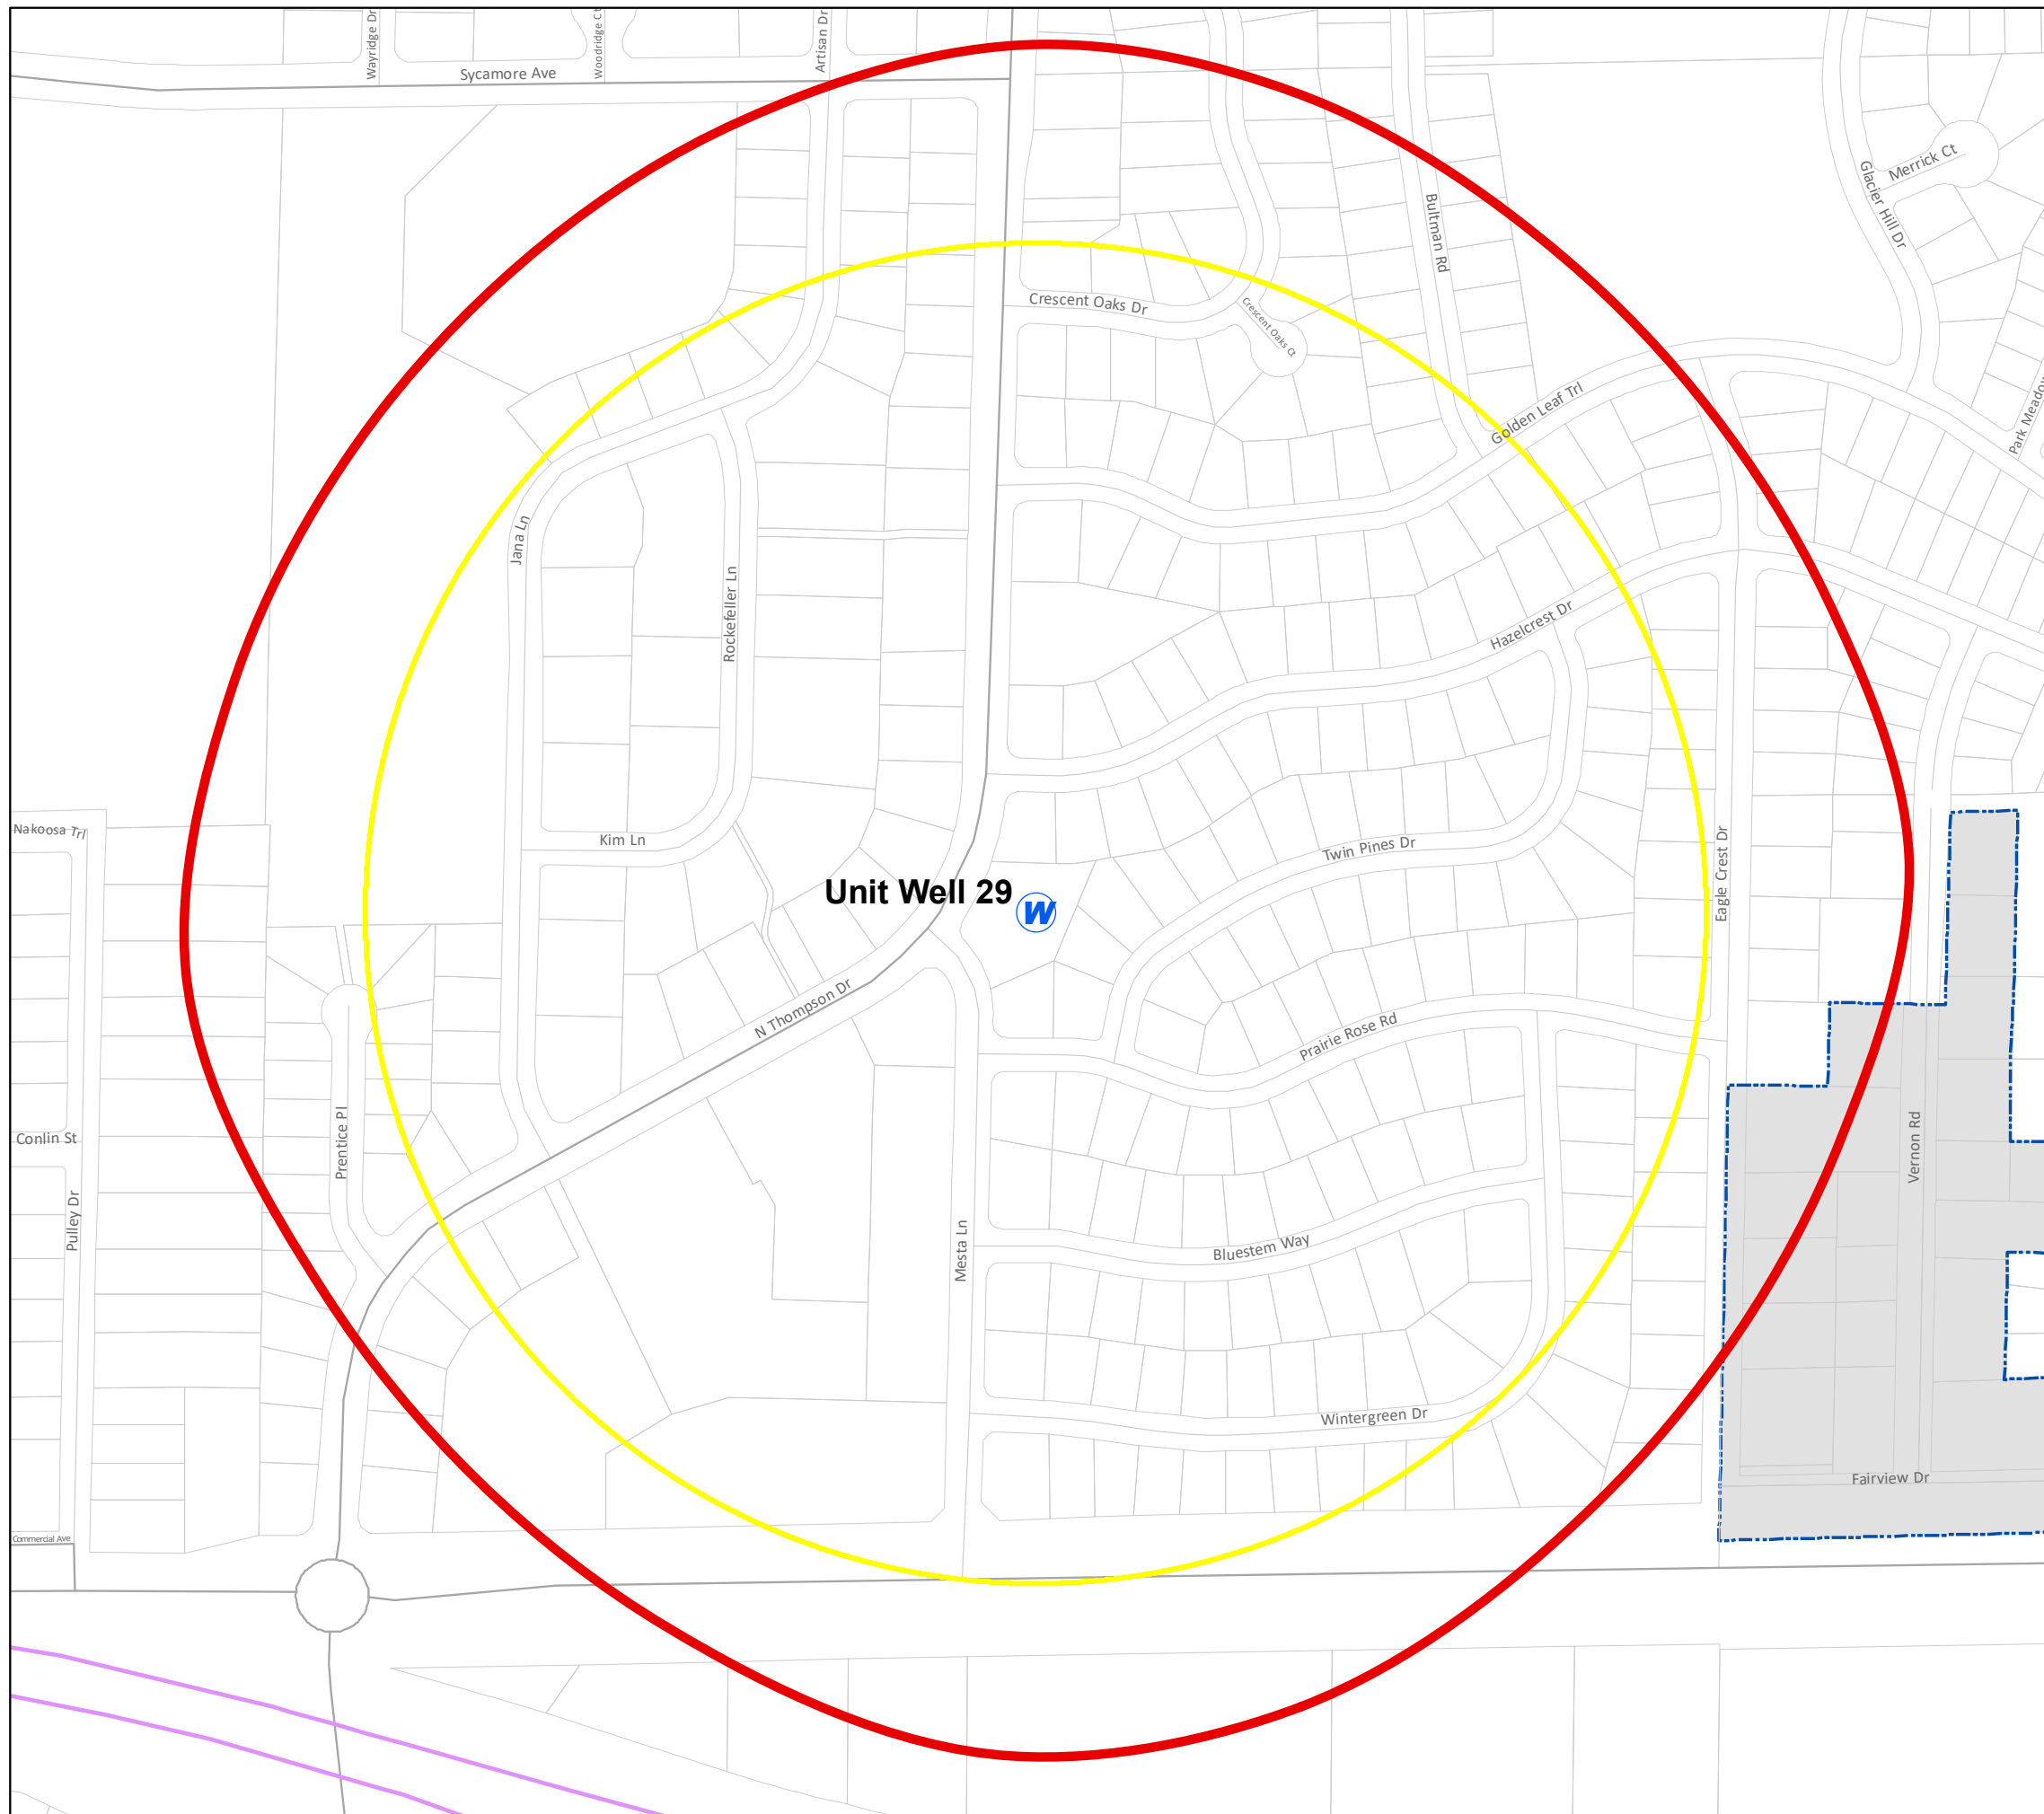 Wayridge Dr
Woodridge Ct
Artisan Dr
Sycamore Ave
Merrick Ct
Glacier Hill Dr
Bultman Rd
Crescent Oaks Dr
Crescent Oaks Ct
Golden Leaf Trl
Park Meadow
Jana Ln
Rockefeller Ln
Hazelcrest Dr
Nakoosa Trl
Kim Ln
Twin Pines Dr
Eagle Crest Dr
Unit Well 29
W
N Thompson Dr
Prairie Rose Rd
Conlin St
Prentice Pl
Vernon Rd
Pulley Dr
Mesta Ln
Bluestem Way
Wintergreen Dr
Fairview Dr
Commercial Ave